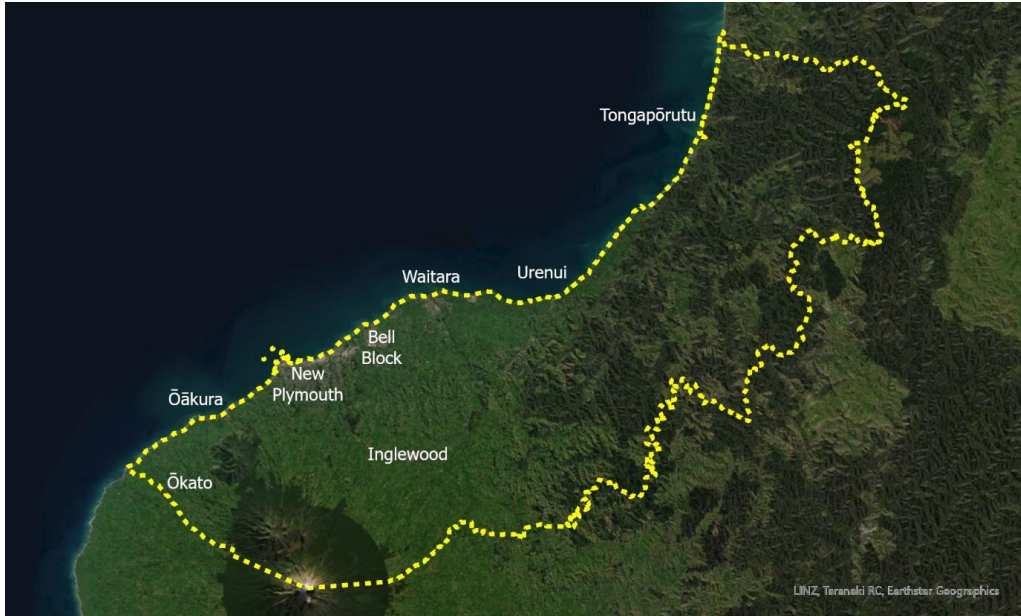 Tongapōrutu
Waitara
Urenui
Bell
Block
New
Plymouth
Ōākura
Inglewood
Ōkato
LINZ, Taranaki RC, Earthstar Geographics